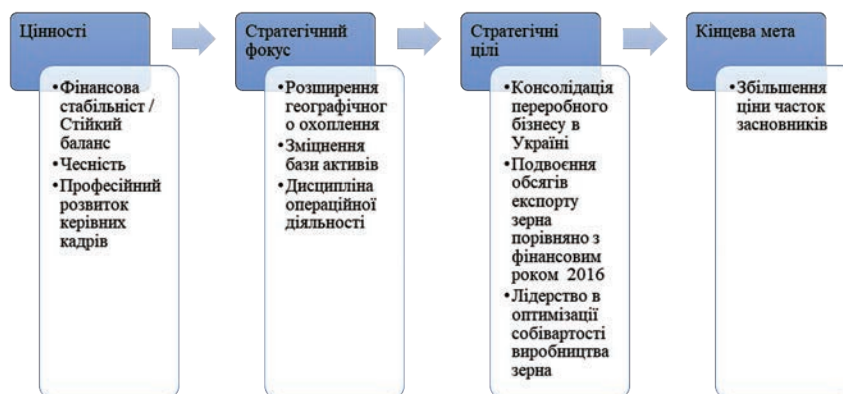 Цінності
•Фінансова
стабільніст /
Стійкий
баланс
•Чесність
•Професійний
розвиток
керівних
кадрів
Стратегічний
фокус
•Розширення
географічног
о охоплення
•Зміцнення
бази активів
•Дисципліна
операційної
діяльності
Стратегічні
цілі
•Консолідація
переробного
бізнесу в
Україні
•Подвоєння
обсягів
експорту
зерна
порівняно з
фінансовим
роком 2016
•Лідерство в
оптимізації
собівартості
виробництва
зерна
Кінцева мета
•Збільшення
ціни часток
засновників